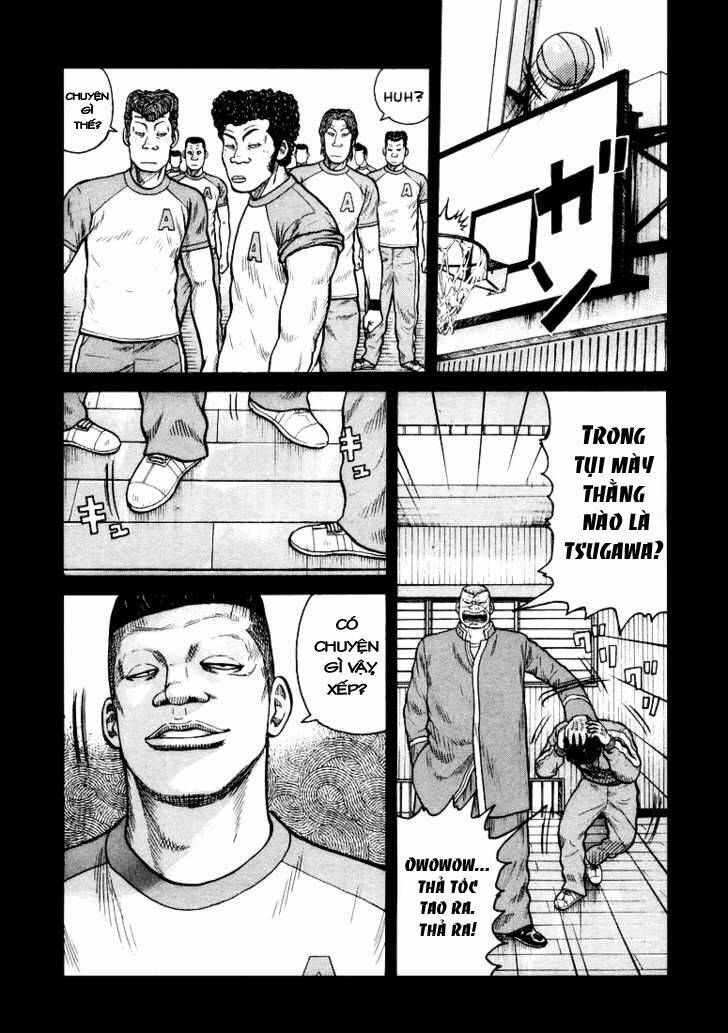 ガン
HUH?
CHUYỆN
GÌ
THẾ?
A
A
A
A
TRONG
TỤI MÀY
THẰNG
NÀO LÀ
TSUGAWA?
OWOWOW...
THẢ TÓC
TAO RA.
THẢ RA!
キュ
キュ
CÓ
CHUYỆN
GÌ VẬY,
XẾP?
A